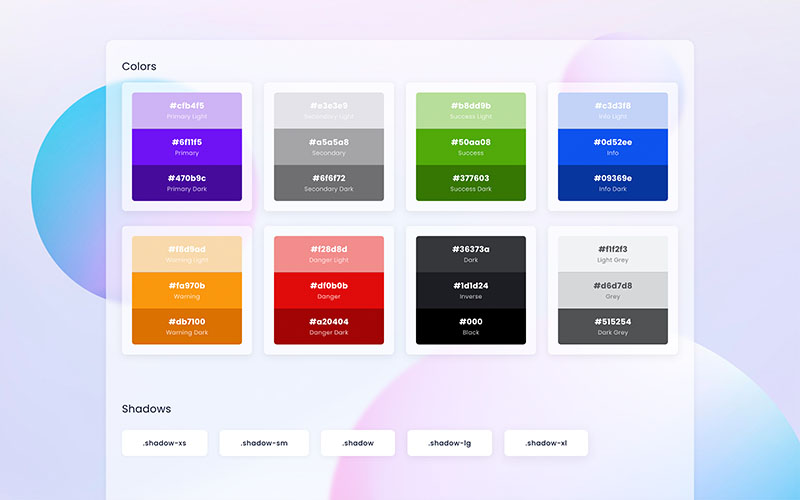 Colors
#cfb4f5
Primary Light
#6f11f5
Primary
#470b9c
Primary Dark
#e3e3e9
Secondary Light
#a5a5a8
Secondary
#6f6f72
Secondary Dark
#b8dd9b
Success Light
#50aa08
Success
#377603
Success Dark
#c3d3f8
Info Light
#0d52ee
Info
#09369e
Info Dark
#f8d9ad
Warning Light
#fa970b
Warning
#db7100
Warning Dark
#f28d8d
Danger Light
#df0b0b
Danger
#a20404
Danger Dark
#36373a
Dark
#1d1d24
Inverse
#000
Black
#f1f2f3
Light Grey
#d6d7d8
Grey
#515254
Dark Grey
Shadows
.shadow-xs
.shadow-sm
.shadow
.shadow-lg
.shadow-xl